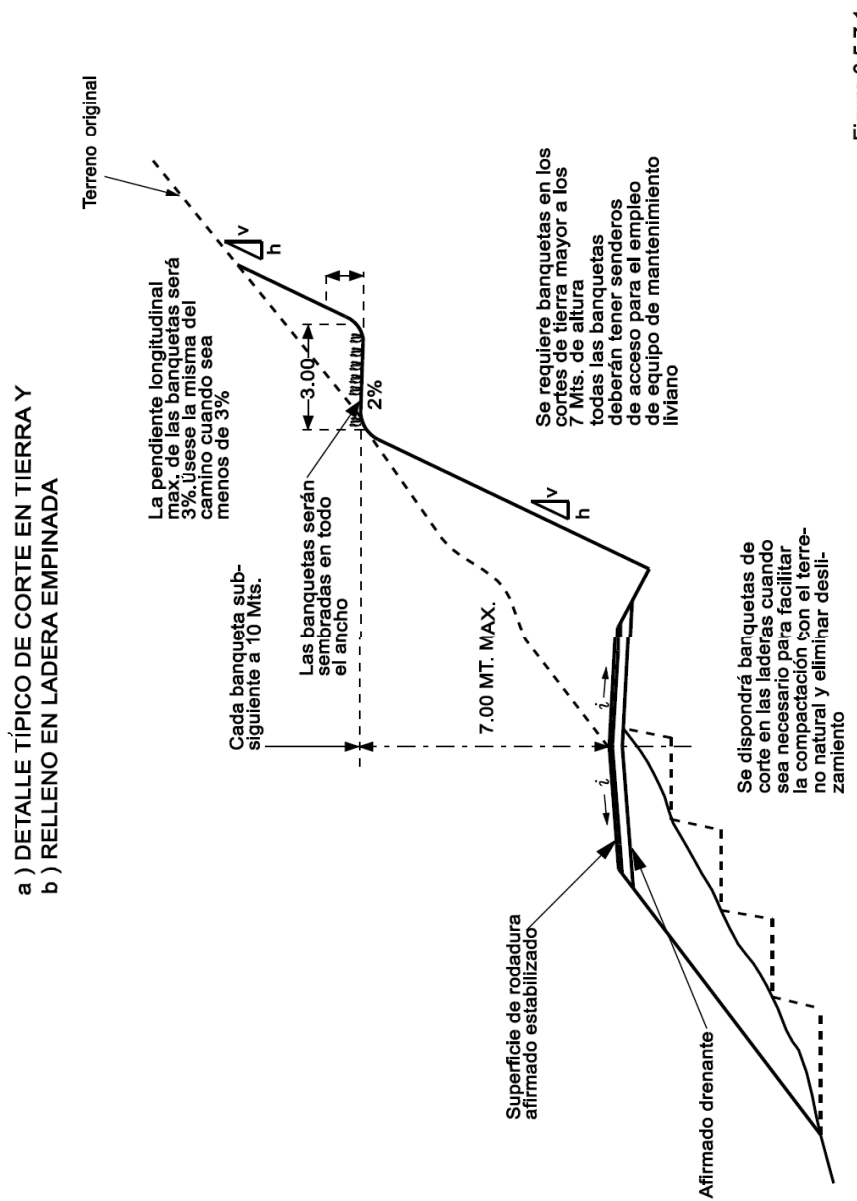 a ) DETALLE TÍPICO DE CORTE EN TIERRA Y
b ) RELLENO EN LADERA EMPINADA
Terreno original
La pendiente longitudinal
max. de las banquetas será
3%.úsese la misma del
camino cuando sea
menos de 3%
v
h
Cada banqueta sub-
siguiente a 10 Mts.
3.00
Las banquetas serán
sembradas en todo
el ancho
2%
7.00 MT. MAX.
Se requiere banquetas en los
cortes de tierra mayor a los
7 Mts. de altura
todas las banquetas
deberán tener senderos
de acceso para el empleo
de equipo de mantenimiento
liviano
v
h
Superficie de rodadura
afirmado estabilizado
i
i
Afirmado drenante
Se dispondrá banquetas de
corte en las laderas cuando
sea necesario para facilitar
la compactación con el terre-
no natural y eliminar desli-
zamiento